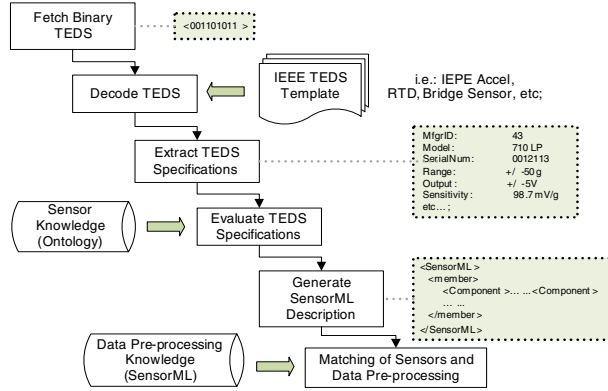 Fetch Binary
TEDS
<001101011 >
Decode TEDS
IEEE TEDS
Template
i.e.: IEPE Accel,
RTD, Bridge Sensor, etc;
Extract TEDS
Specifications
MfgrID: 43
Model: 710 LP
SerialNum: 0012113
Range: +/ -50g
Output: +/ -5V
Sensitivity: 98.7mV/g
etc...;
Sensor
Knowledge
(Ontology)
Evaluate TEDS
Specifications
Generate
SensorML
Description
<SensorML >
<member>
<Component >... ...<Component >
... ...
</member>
</SensorML>
Data Pre-processing
Knowledge
(SensorML)
Matching of Sensors and
Data Pre-processing